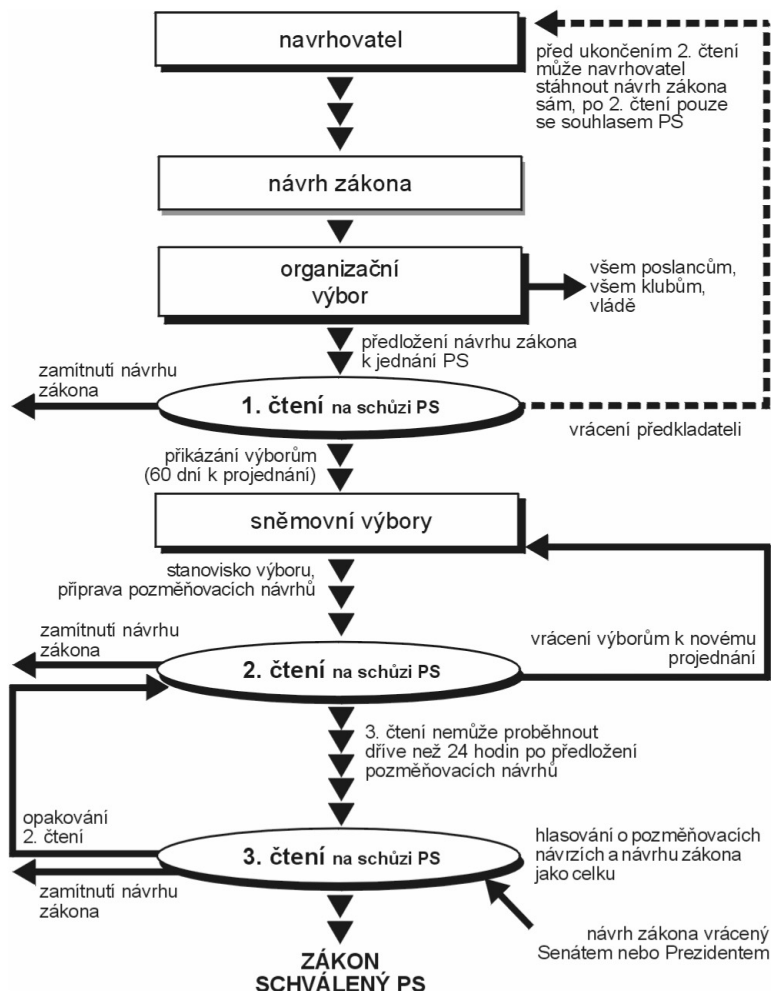 navrhovatel
před ukončením 2. čtení
může navrhovatel
stáhnout návrh zákona
sám, po 2. čtení pouze
se souhlasem PS
návrh zákona
organizační
výbor
všem poslancům,
všem klubům,
vládě
předložení návrhu zákona
k jednání PS
zamítnutí návrhu
zákona
1. čtení na schůzi PS
vrácení předkladateli
přikázání výborům
(60 dní k projednání)
sněmovní výbory
stanovisko výboru,
příprava pozměňovacích návrhů
zamítnutí návrhu
zákona
2. čtení na schůzi PS
vrácení výborům k novému
projednání
3. čtení nemůže proběhnout
dříve než 24 hodin po předložení
pozměňovacích návrhů
opakování
2. čtení
3. čtení na schůzi PS
hlasování o pozměňovacích
návrzích a návrhu zákona
jako celku
zamítnutí návrhu
zákona
návrh zákona vrácený
Senátem nebo Prezidentem
ZÁKON
SCHVÁLENÝ PS